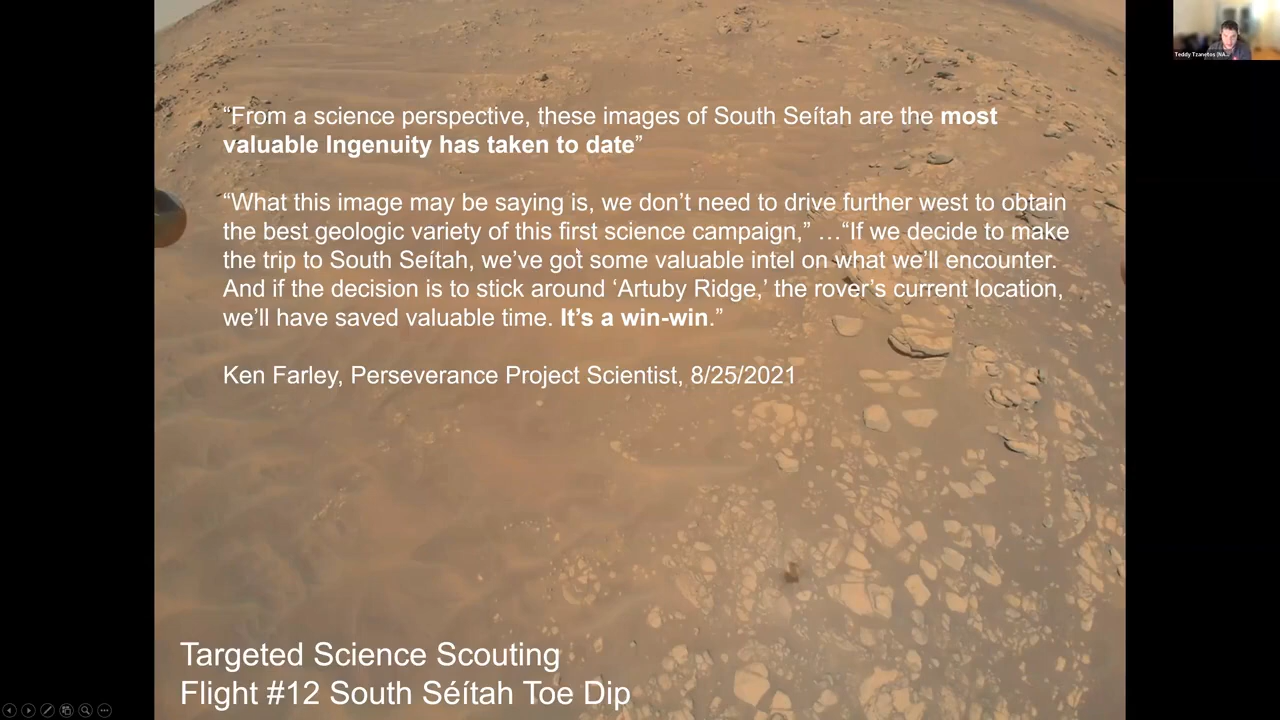 “From a science perspective, these images of South Seítah are the most
valuable Ingenuity has taken to date”
“What this image may be saying is, we don’t need to drive further west to obtain
the best geologic variety of this first science campaign,” …“If we decide to make
the trip to South Seítah, we’ve got some valuable intel on what we’ll encounter.
And if the decision is to stick around ‘Artuby Ridge,’ the rover’s current location,
we’ll have saved valuable time. It’s a win-win.”
Ken Farley, Perseverance Project Scientist, 8/25/2021
Targeted Science Scouting
Flight #12 South Séítah Toe Dip
Teddy Tzanetos (NA...